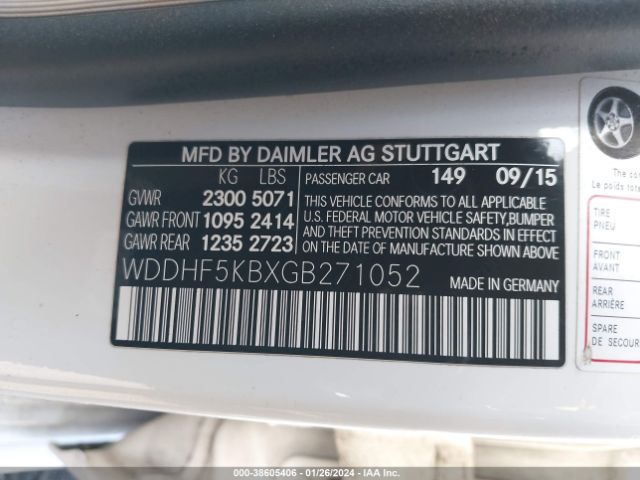 MFD BY DAIMLER AG STUTTGART
KG LBS
GVWR 2300 5071
GAWR FRONT 1095 2414
GAWR REAR 1235 2723
PASSENGER CAR 149 09/15
THIS VEHICLE CONFORMS TO ALL APPLICABLE
U.S. FEDERAL MOTOR VEHICLE SAFETY,BUMPER
AND THEFT PREVENTION STANDARDS IN EFFECT
ON THE DATE OF MANUFACTURE SHOWN ABOVE
WDDHF5KBXGB271052
MADE IN GERMANY
The
Le poids
TIRE
PNEU
FRONT
AVANT
REAR
ARRIÈRE
SPARE
DE SECOUR
000-38605406 - 01/26/2024 - IAA Inc.